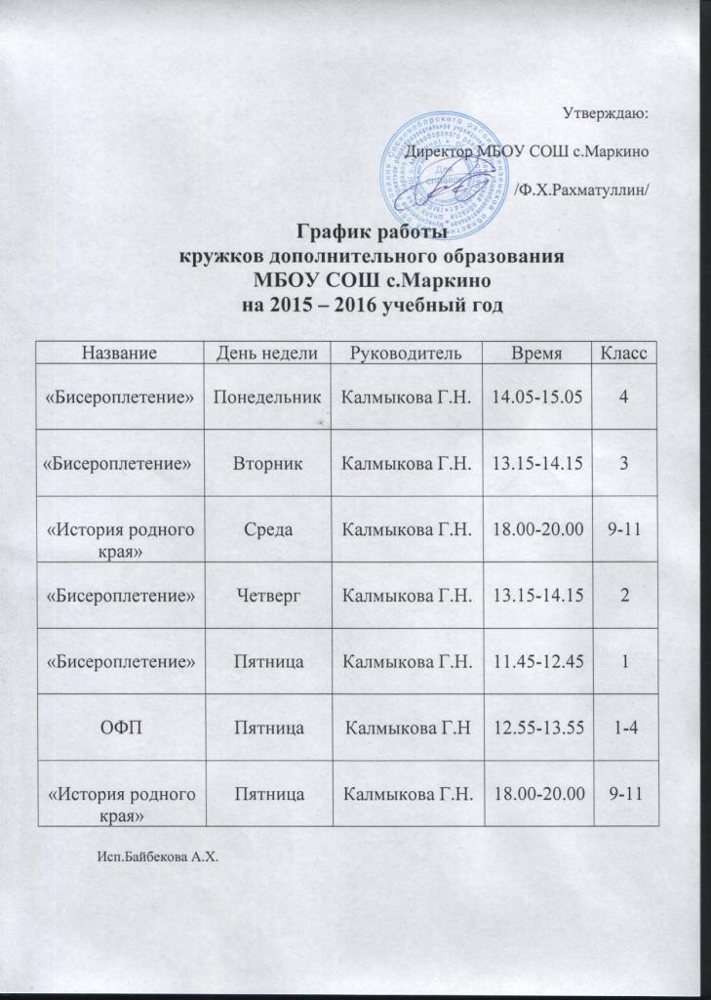 Утверждаю:
Директор МБОУ СОШ с.Маркино
/Ф.Х.Рахматуллин/
График работы
кружков дополнительного образования
МБОУ СОШ с.Маркино
на 2015 – 2016 учебный год
Название День недели Руководитель Время Класс
«Бисероплетение» Понедельник Калмыкова Г.Н. 14.05-15.05 4
«Бисероплетение» Вторник Калмыкова Г.Н. 13.15-14.15 3
«История родного Среда Калмыкова Г.Н. 18.00-20.00 9-11
края»
«Бисероплетение» Четверг Калмыкова Г.Н. 13.15-14.15 2
«Бисероплетение» Пятница Калмыкова Г.Н. 11.45-12.45 1
ОФП Пятница Калмыкова Г.Н 12.55-13.55 1-4
«История родного Пятница Калмыкова Г.Н. 18.00-20.00 9-11
края»
Исп.Байбекова А.Х.